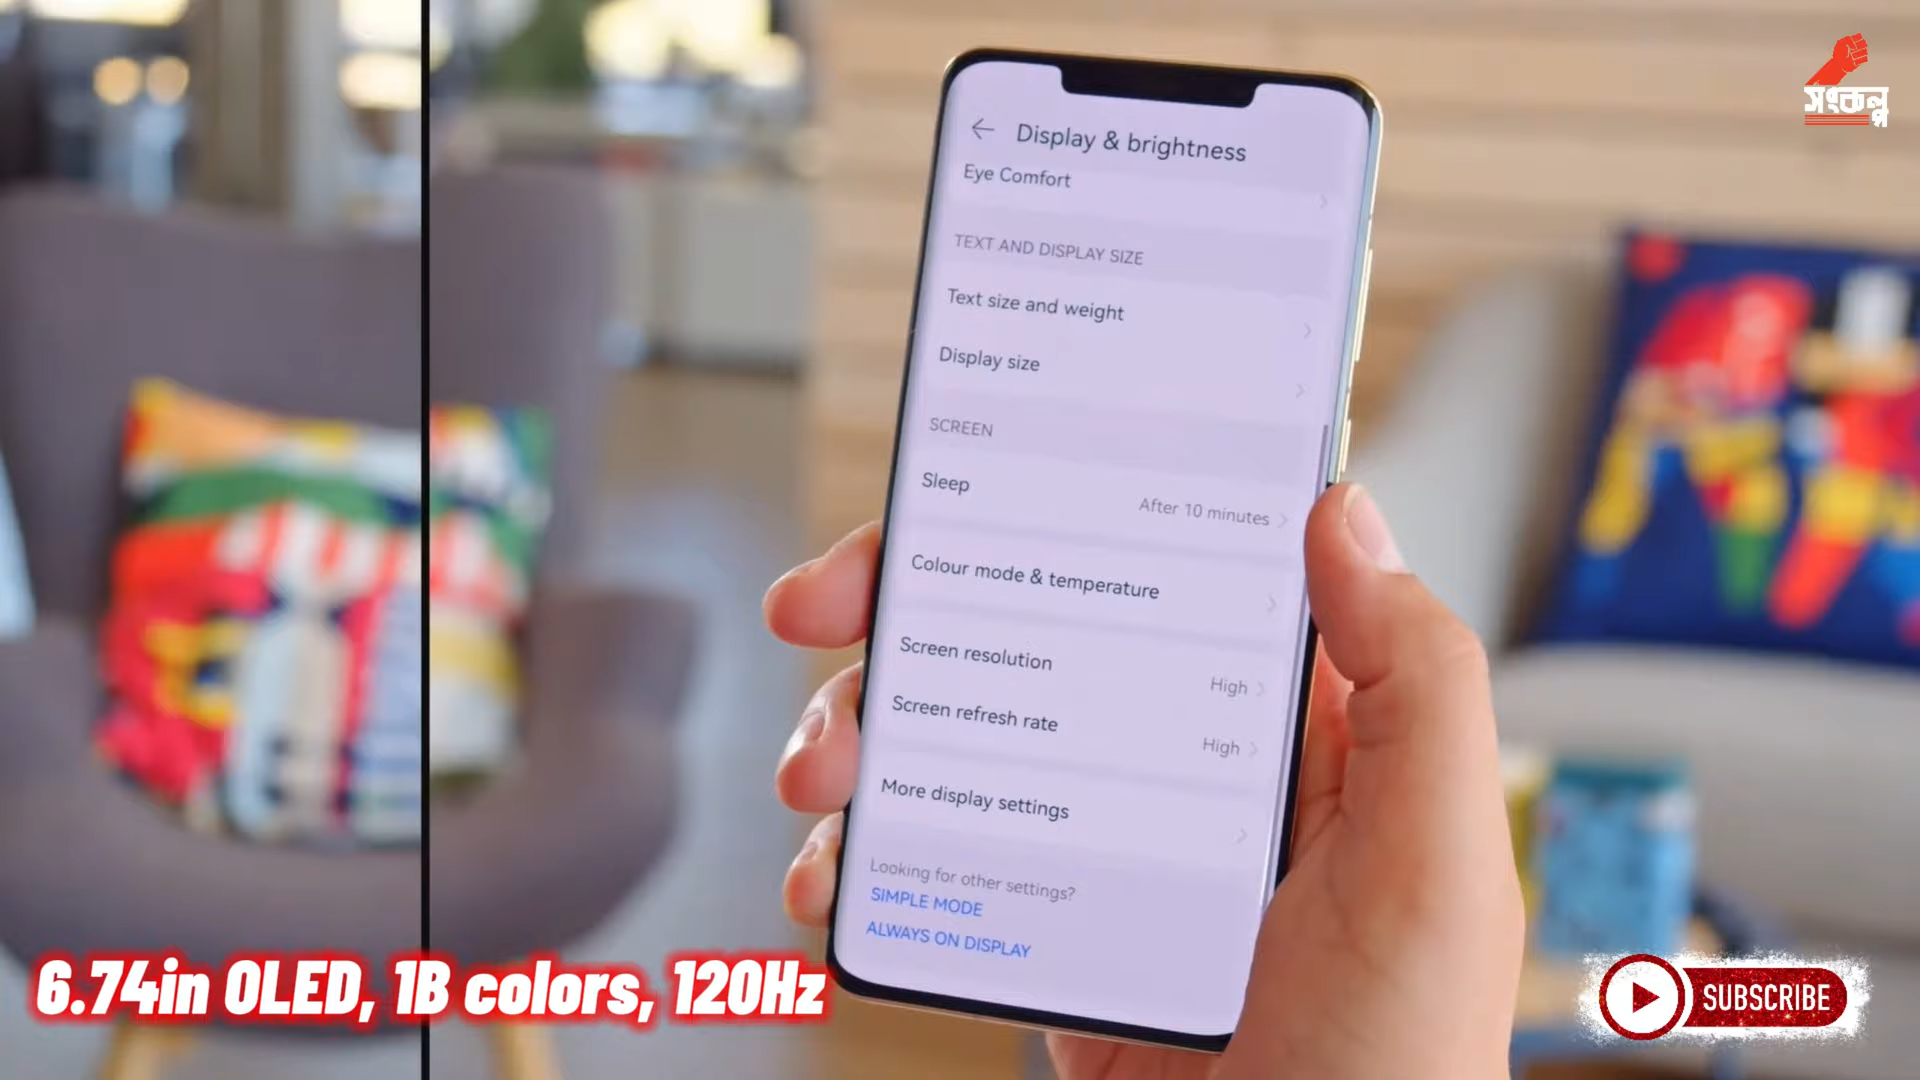 সংকল্প
Display & brightness
Eye Comfort
TEXT AND DISPLAY SIZE
Text size and weight
Display size
SCREEN
Sleep
After 10 minutes
Colour mode & temperature
Screen resolution
High
Screen refresh rate
High
More display settings
Looking for other settings?
SIMPLE MODE
ALWAYS ON DISPLAY
6.74in OLED, 1B colors, 120Hz
SUBSCRIBE